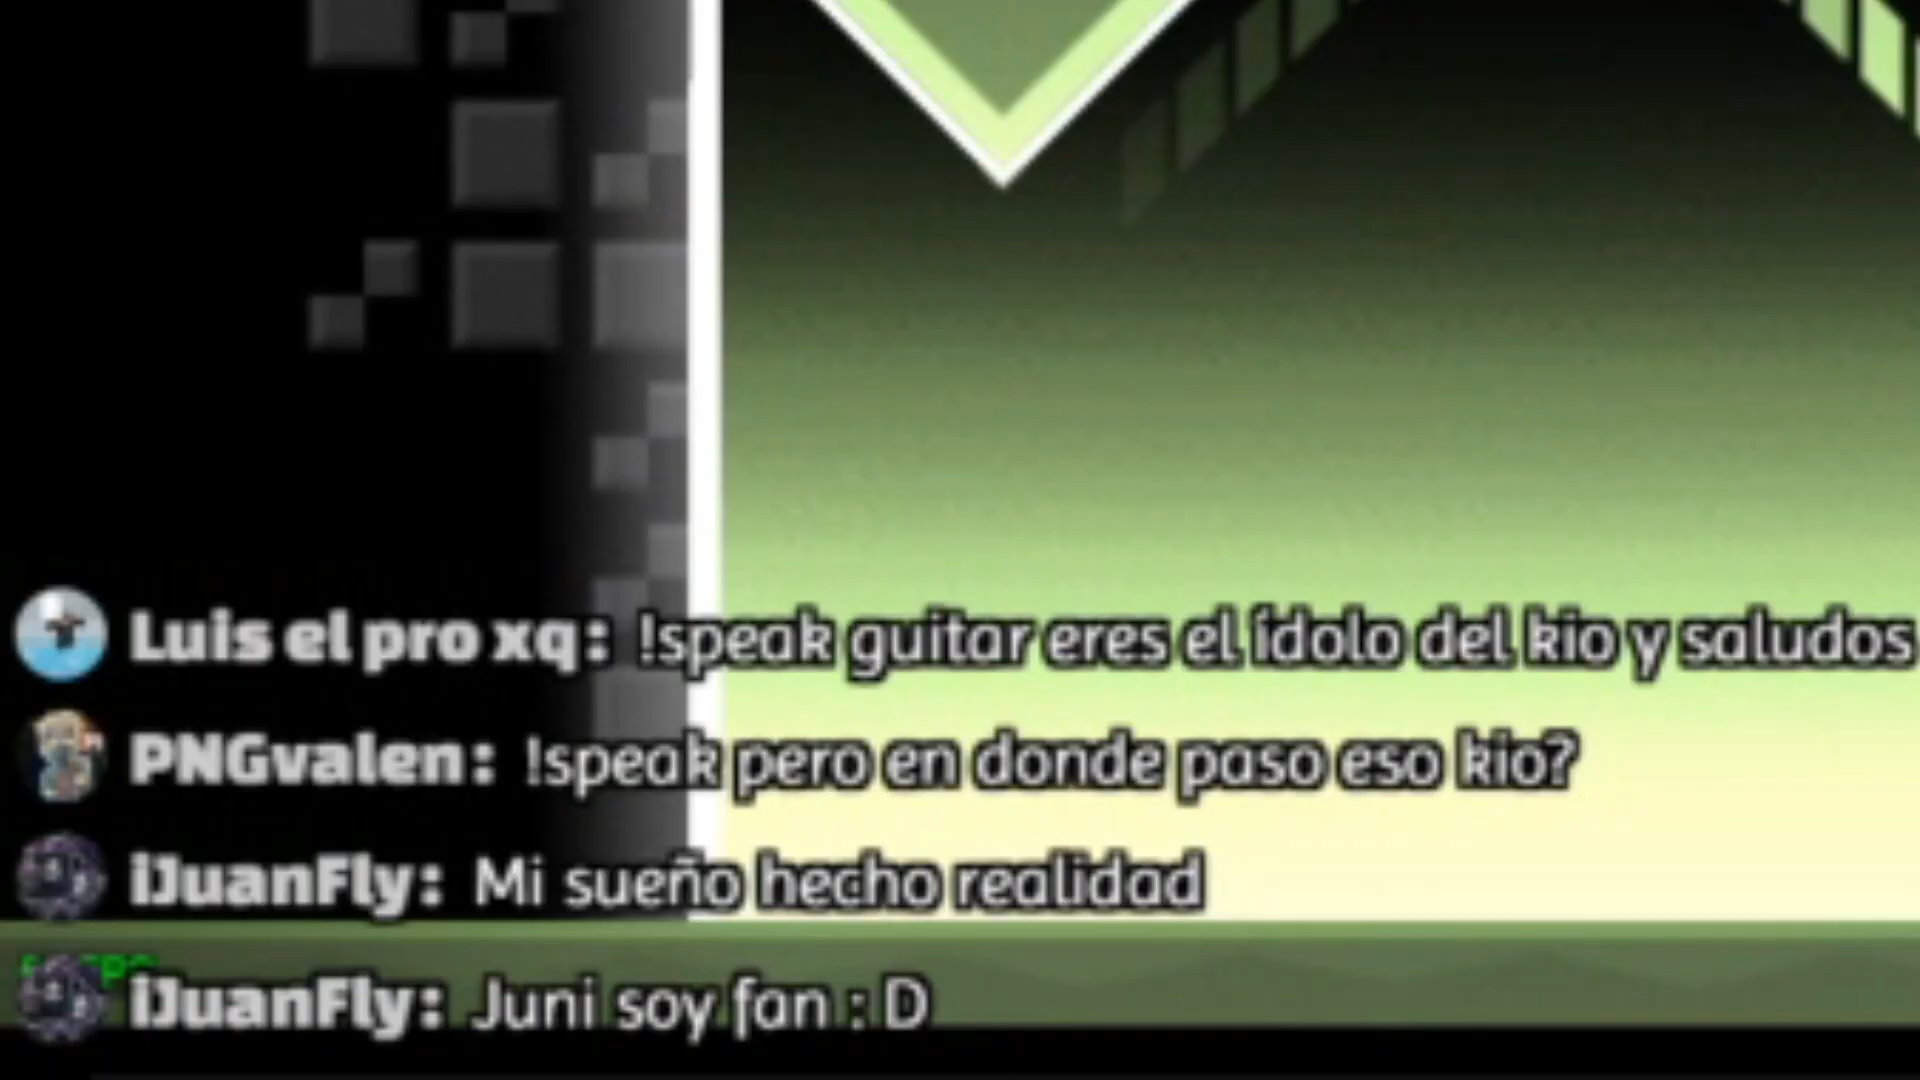 Luis el pro xq: !speak guitar eres el ídolo del kio y saludos
PNGvalen: !speak pero en donde paso eso kio?
iJuanFly: Mi sueño hecho realidad
iJuanFly: Juni soy fan : D